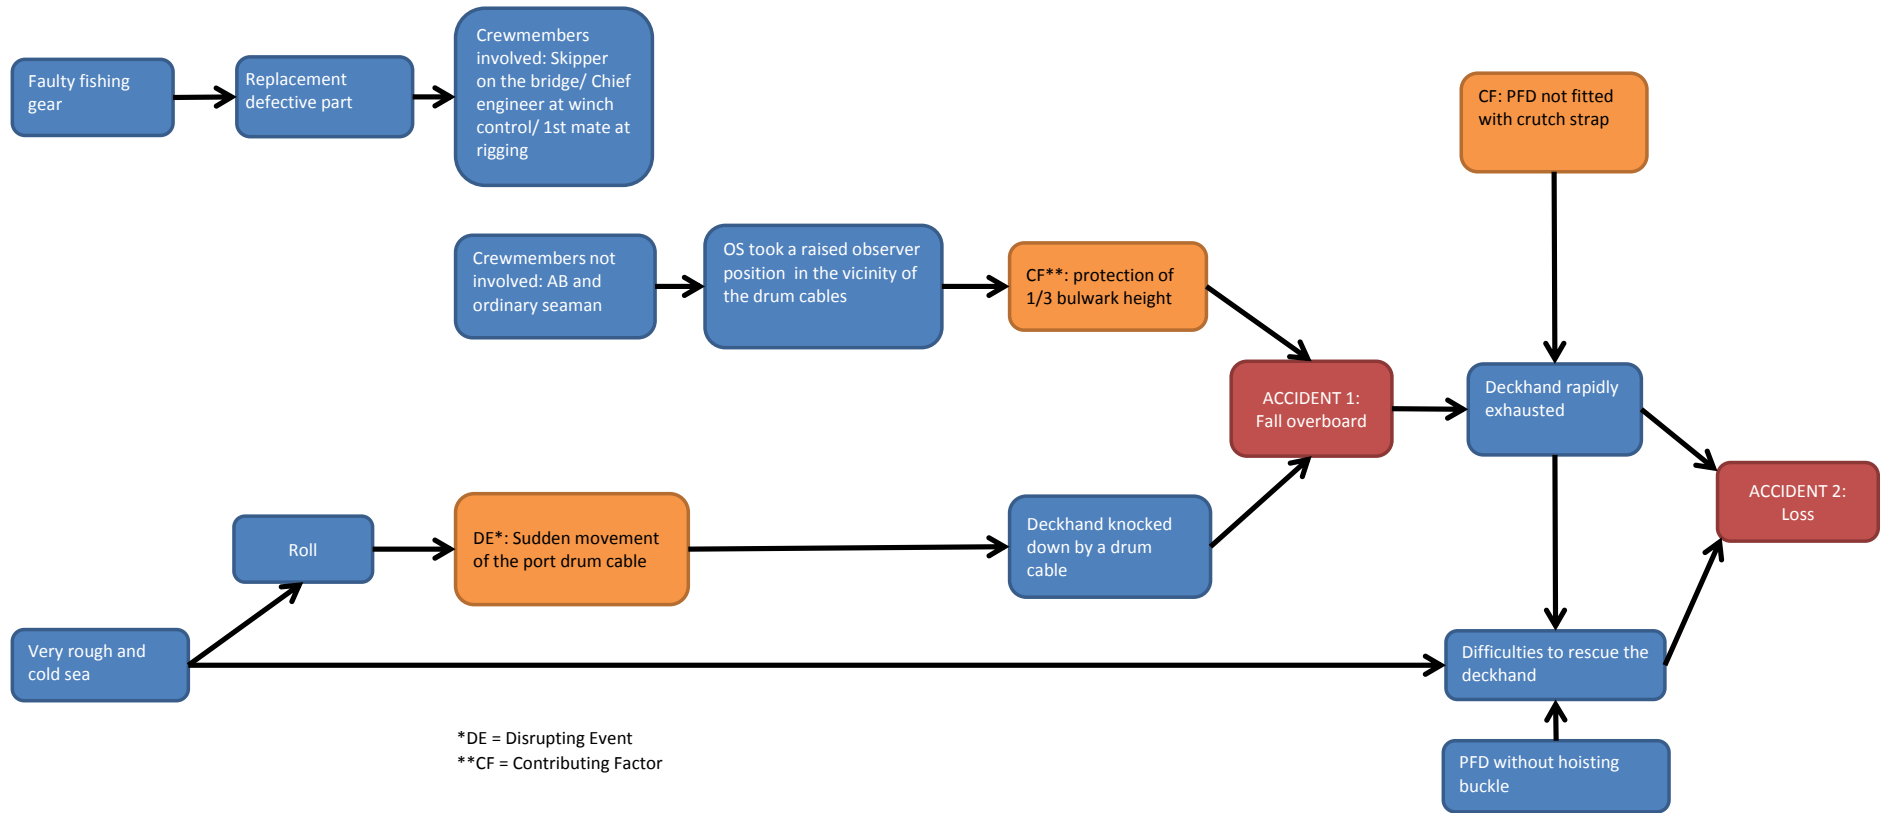 Faulty fishing
gear
Replacement
defective part
Crewmembers
involved: Skipper
on the bridge/ Chief
engineer at winch
control/ 1st mate at
rigging
CF: PFD not fitted
with crutch strap
Crewmembers not
involved: AB and
ordinary seaman
OS took a raised observer
position in the vicinity of
the drum cables
CF**: protection of
1/3 bulwark height
ACCIDENT 1:
Fall overboard
Deckhand rapidly
exhausted
Roll
DE*: Sudden movement
of the port drum cable
Deckhand knocked
down by a drum
cable
ACCIDENT 2:
Loss
Very rough and
cold sea
Difficulties to rescue the
deckhand
*DE = Disrupting Event
**CF = Contributing Factor
PFD without hoisting
buckle